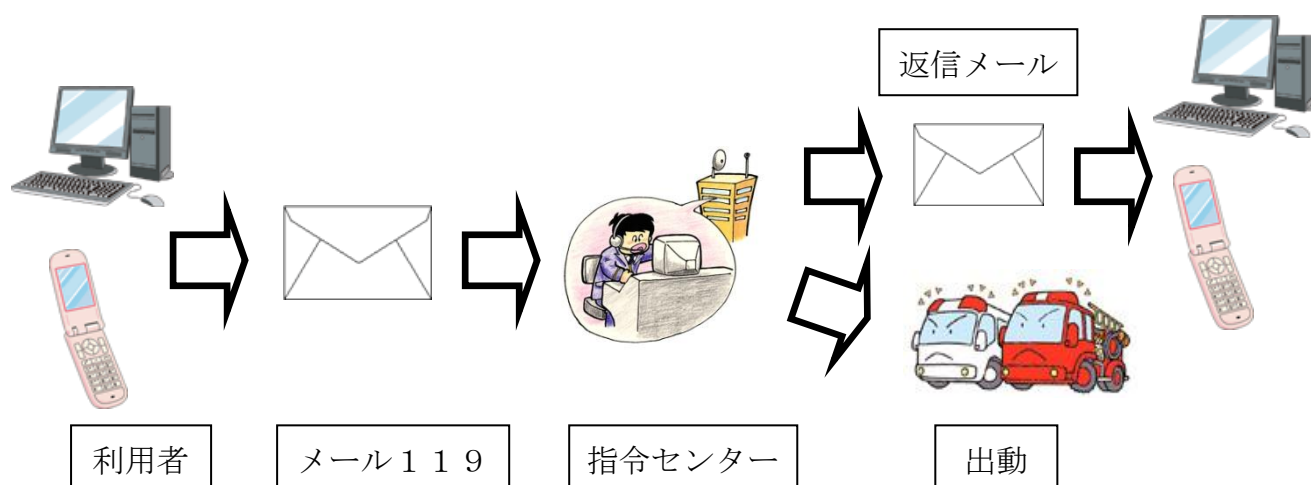 返信メール
利用者
メール１１９
指令センター
出動